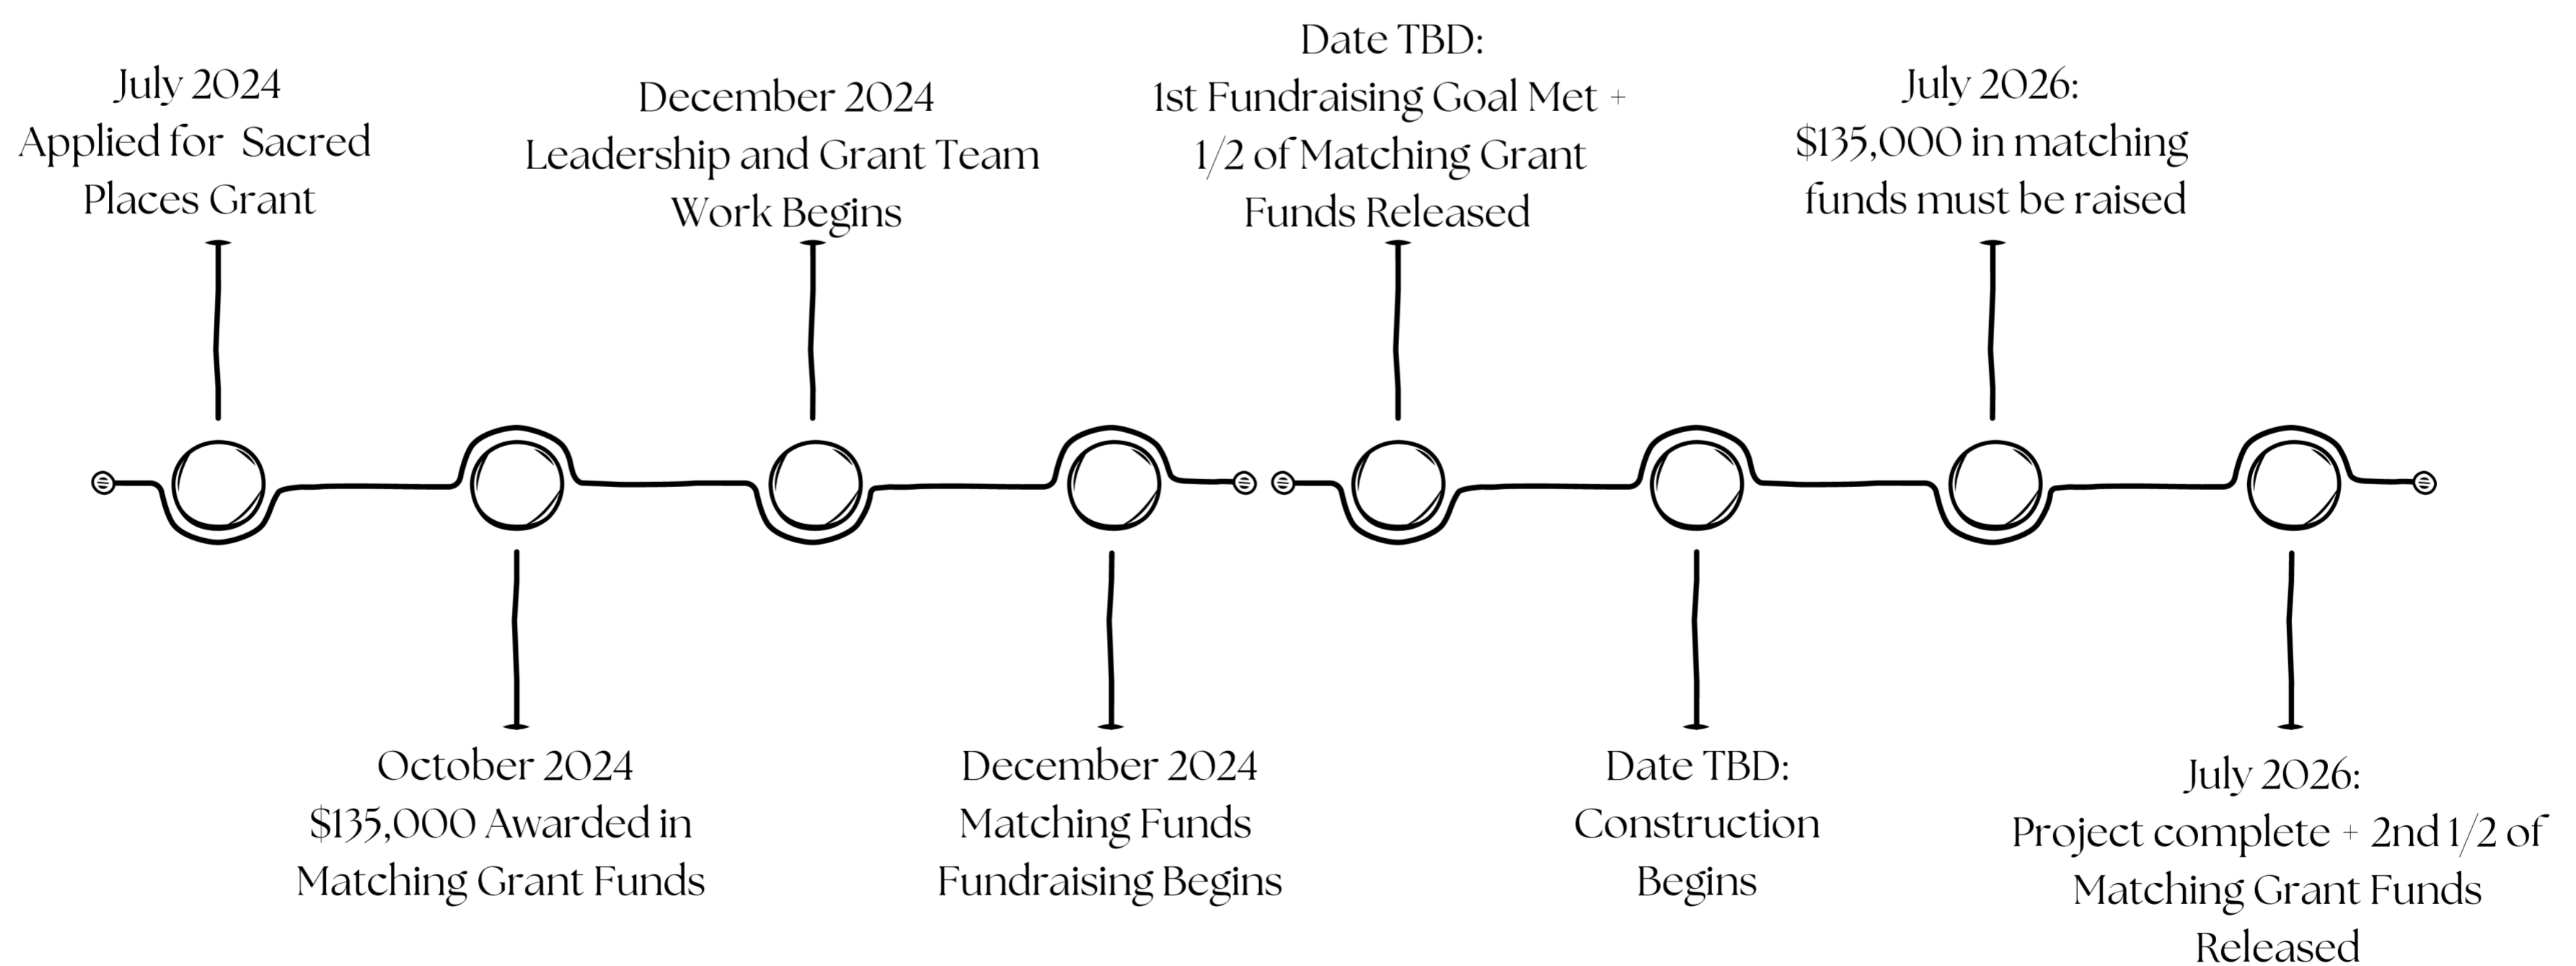 July 2024
Applied for Sacred
Places Grant
October 2024
$135,000 Awarded in
Matching Grant Funds
December 2024
Leadership and Grant Team
Work Begins
December 2024
Matching Funds
Fundraising Begins
Date TBD:
1st Fundraising Goal Met +
1/2 of Matching Grant
Funds Released
Date TBD:
Construction
Begins
July 2026:
$135,000 in matching
funds must be raised
July 2026:
Project complete + 2nd 1/2 of
Matching Grant Funds
Released